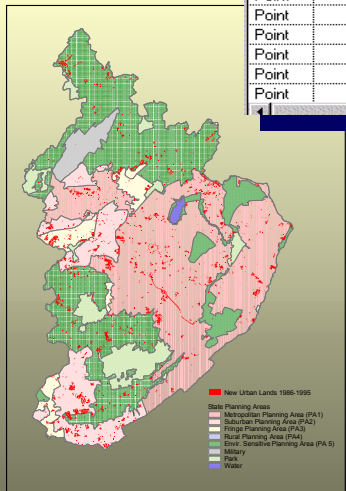 Point
Point
Point
Point
Point
New Urban Lands 1986-1995
State Planning Areas
Metropolitan Planning Area (PA1)
Suburban Planning Area (PA2)
Fringe Planning Area (PA3)
Rural Planning Area (PA4)
Envir. Sensitive Planning Area (PA 5)
Military
Park
Water